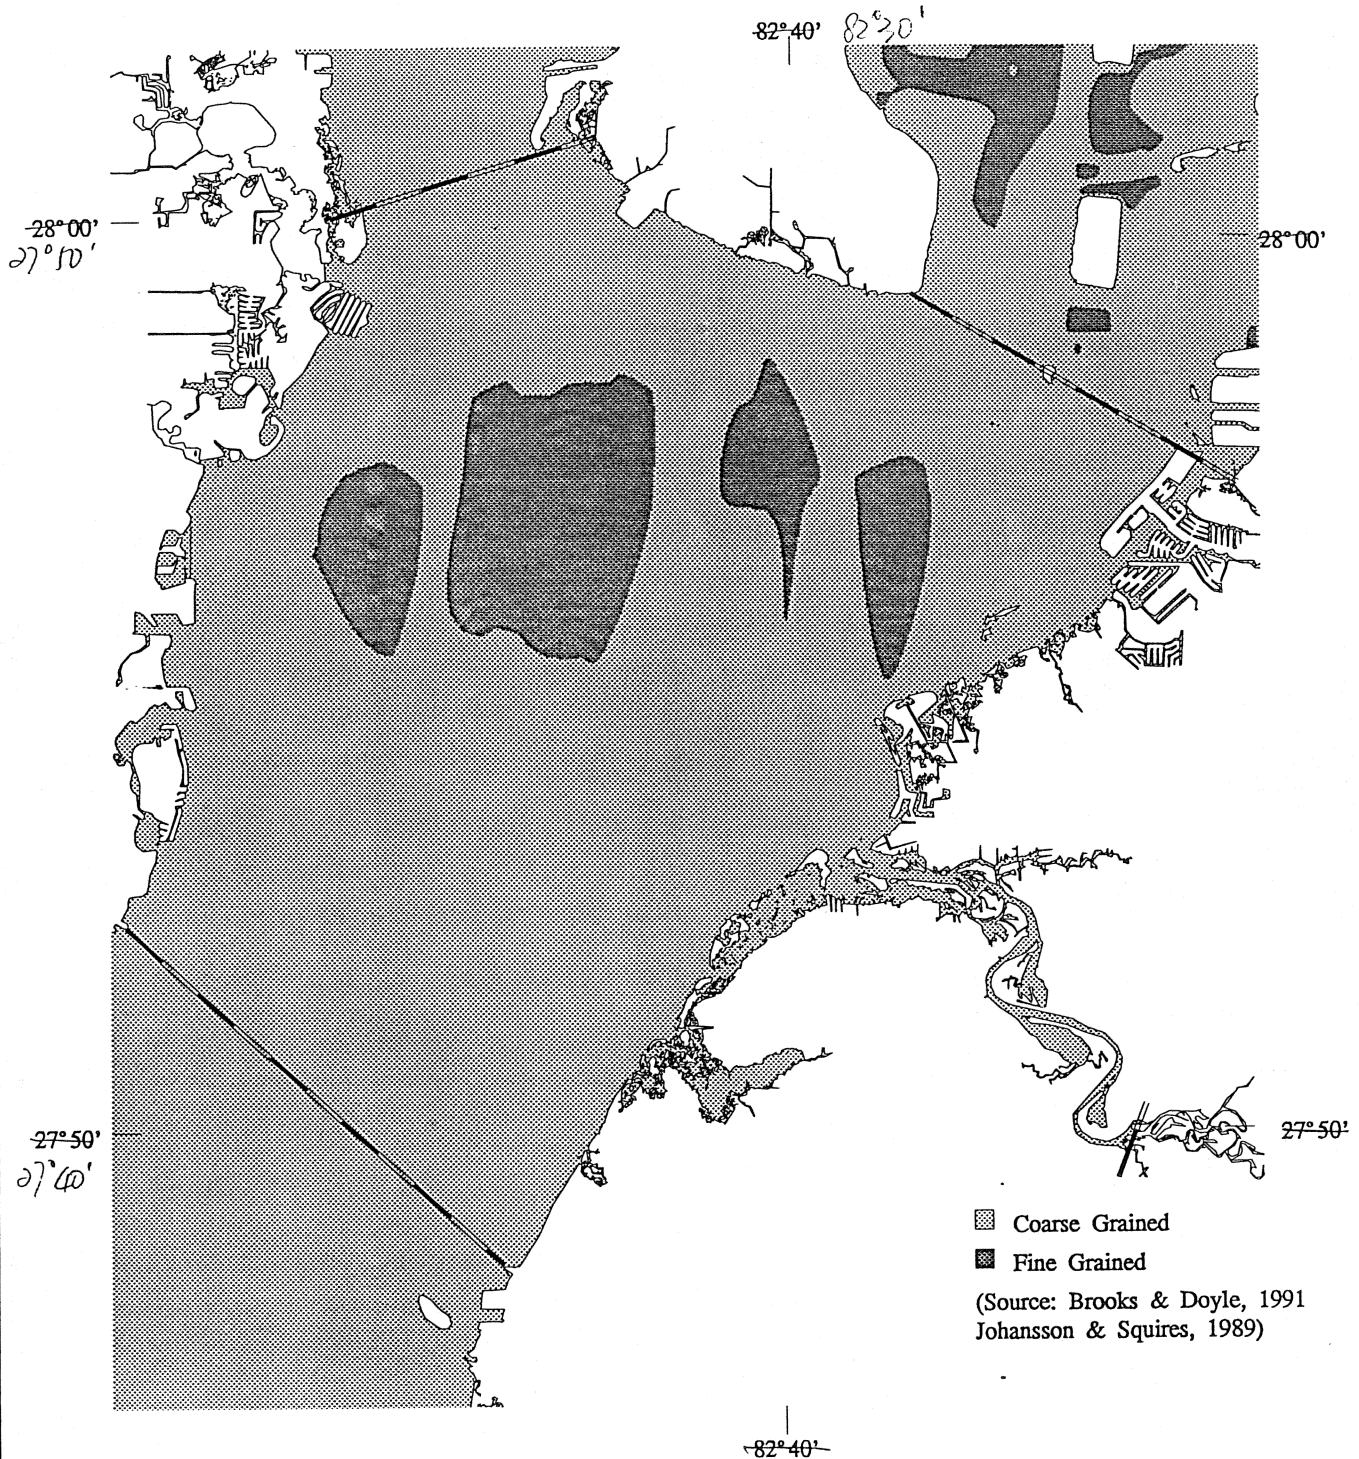 82°40' 82°30'
28°00'
27°50'
28°00'
27°50'
27°40'
27°50'
Coarse Grained
Fine Grained
(Source: Brooks & Doyle, 1991
Johansson & Squires, 1989)
82°40'